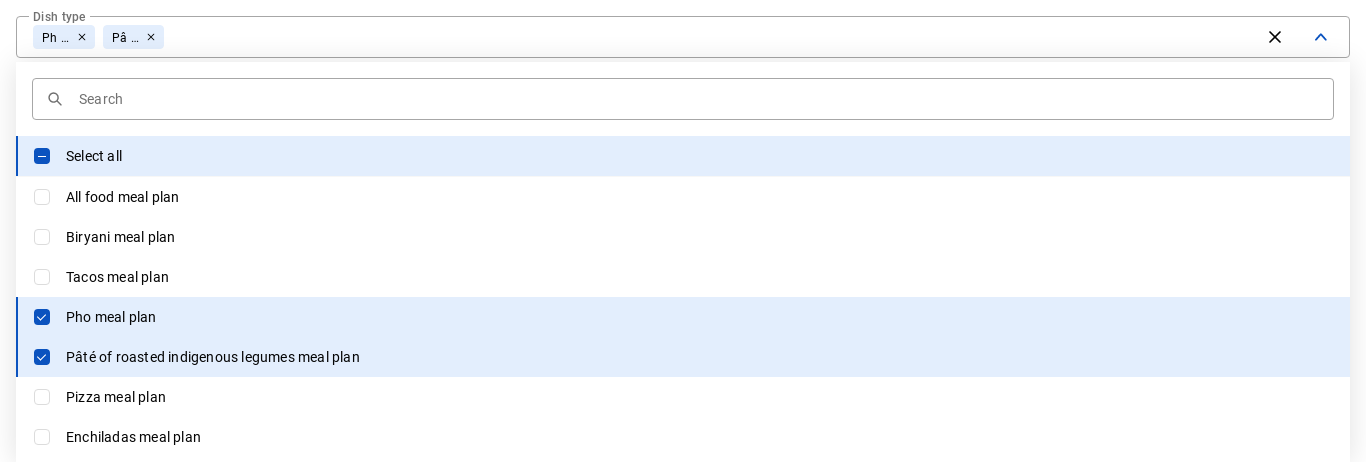 Dish type
Ph ... Pâ ...
Search
Select all
All food meal plan
Biryani meal plan
Tacos meal plan
Pho meal plan
Pâté of roasted indigenous legumes meal plan
Pizza meal plan
Enchiladas meal plan